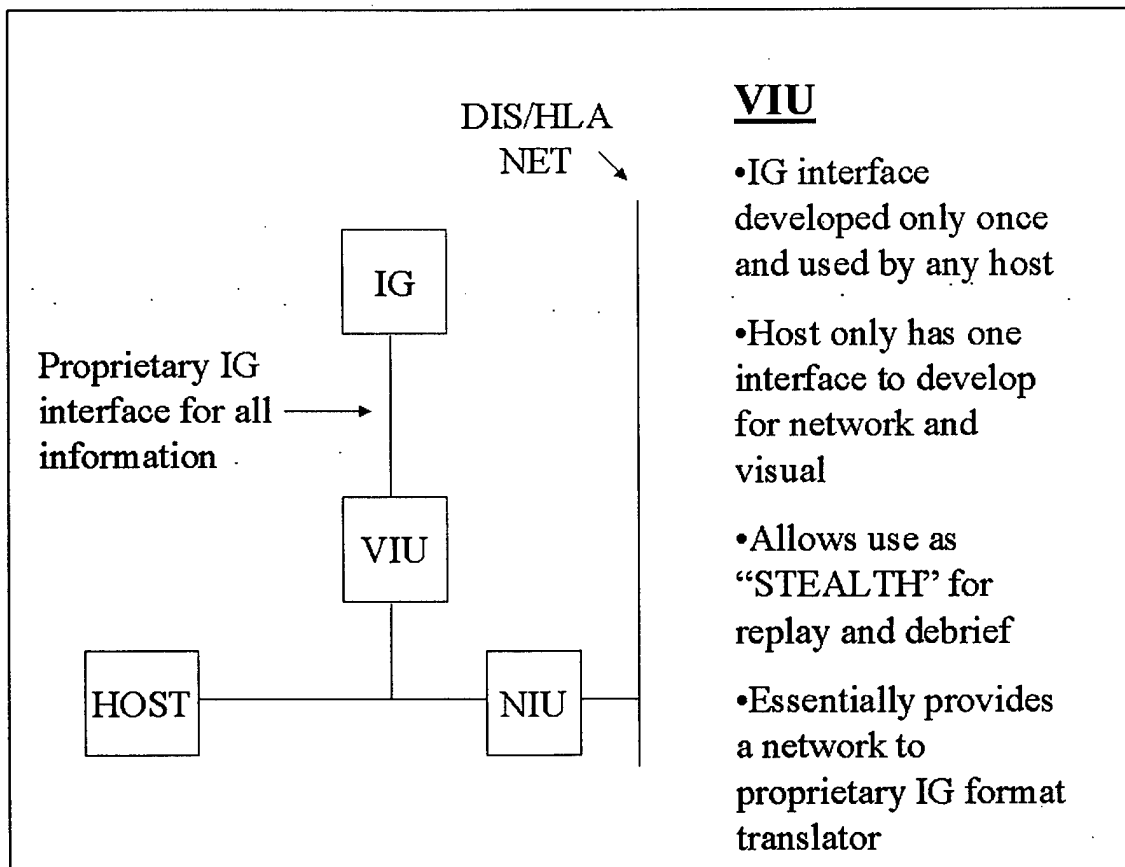 DIS/HLA
NET
IG
Proprietary IG
interface for all
information
VIU
HOST
NIU
VIU
•IG interface
developed only once
and used by any host
•Host only has one
interface to develop
for network and
visual
•Allows use as
“STEALTH” for
replay and debrief
•Essentially provides
a network to
proprietary IG format
translator